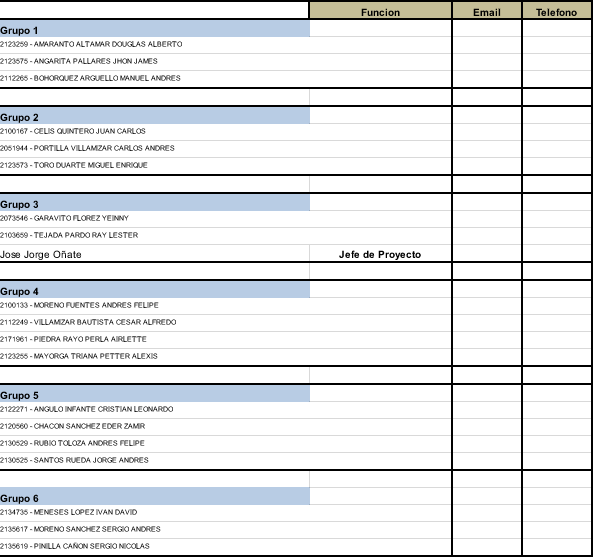 Funcion Email Telefono
Grupo 1
2123259 - AMARANTO ALTAMAR DOUGLAS ALBERTO
2123575 - ANGARITA PALLARES JHON JAMES
2112265 - BOHORQUEZ ARGUELLO MANUEL ANDRES
Grupo 2
2100167 - CELIS QUINTERO JUAN CARLOS
2051944 - PORTILLA VILLAMIZAR CARLOS ANDRES
2123573 - TORO DUARTE MIGUEL ENRIQUE
Grupo 3
2073546 - GARAVITO FLOREZ YEINNY
2103659 - TEJADA PARDO RAY LESTER
Jose Jorge Oñate Jefe de Proyecto
Grupo 4
2100133 - MORENO FUENTES ANDRES FELIPE
2112249 - VILLAMIZAR BAUTISTA CESAR ALFREDO
2171961 - PIEDRA RAYO PERLA AIRLETTE
2123255 - MAYORGA TRIANA PETTER ALEXIS
Grupo 5
2122271 - ANGULO INFANTE CRISTIAN LEONARDO
2120560 - CHACON SANCHEZ EDER ZAMIR
2130529 - RUBIO TOLOZA ANDRES FELIPE
2130525 - SANTOS RUEDA JORGE ANDRES
Grupo 6
2134735 - MENESES LOPEZ IVAN DAVID
2135617 - MORENO SANCHEZ SERGIO ANDRES
2135619 - PINILLA CAÑON SERGIO NICOLAS